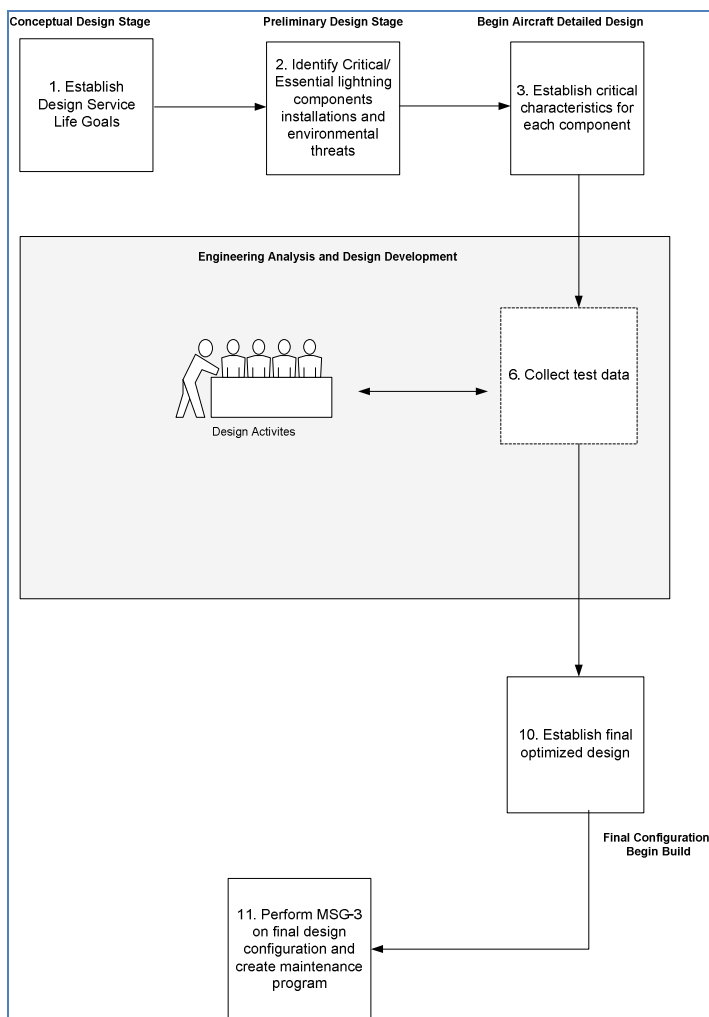 Conceptual Design Stage
Preliminary Design Stage
Begin Aircraft Detailed Design
1. Establish
Design Service
Life Goals
2. Identify Critical/
Essential lightning
components
installations and
environmental
threats
3. Establish critical
characteristics for
each component
Engineering Analysis and Design Development
6. Collect test data
Design Activites
10. Establish final
optimized design
Final Configuration
Begin Build
11. Perform MSG-3
on final design
configuration and
create maintenance
program